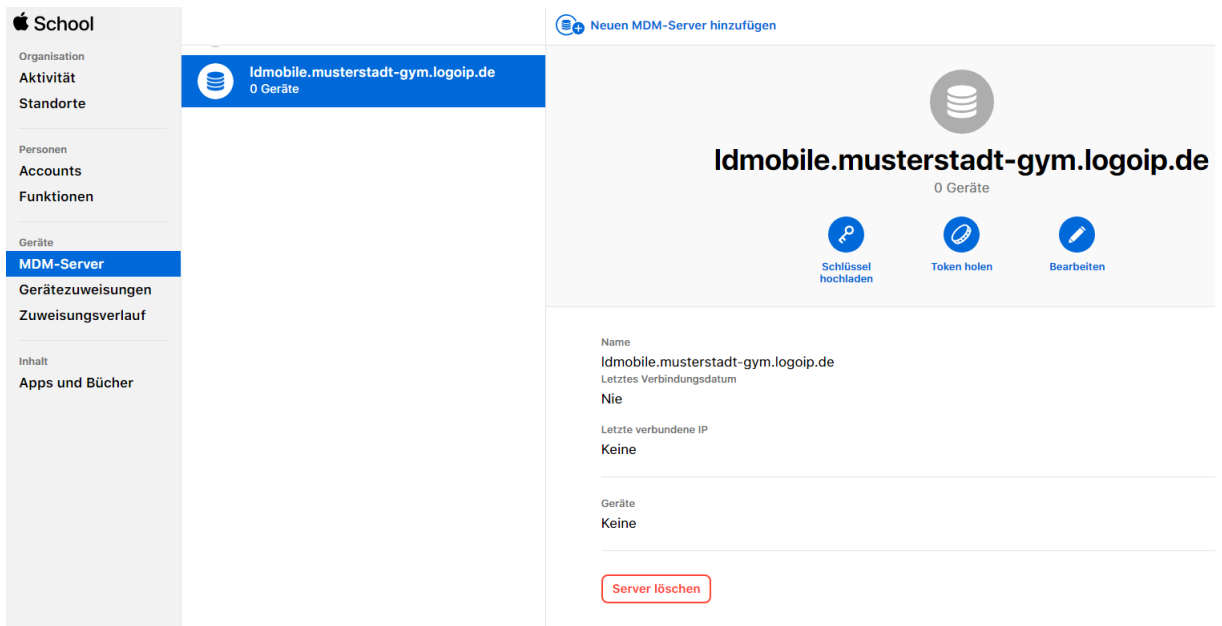 School
Organisation
Aktivität
Standorte
Personen
Accounts
Funktionen
Geräte
MDM-Server
Gerätezuweisungen
Zuweisungsverlauf
Inhalt
Apps und Bücher
ldmobile.musterstadt-gym.logoip.de
0 Geräte
Neuen MDM-Server hinzufügen
ldmobile.musterstadt-gym.logoip.de
0 Geräte
Schlüssel
hochladen
Token holen
Bearbeiten
Name
ldmobile.musterstadt-gym.logoip.de
Letztes Verbindungsdatum
Nie
Letzte verbundene IP
Keine
Geräte
Keine
Server löschen